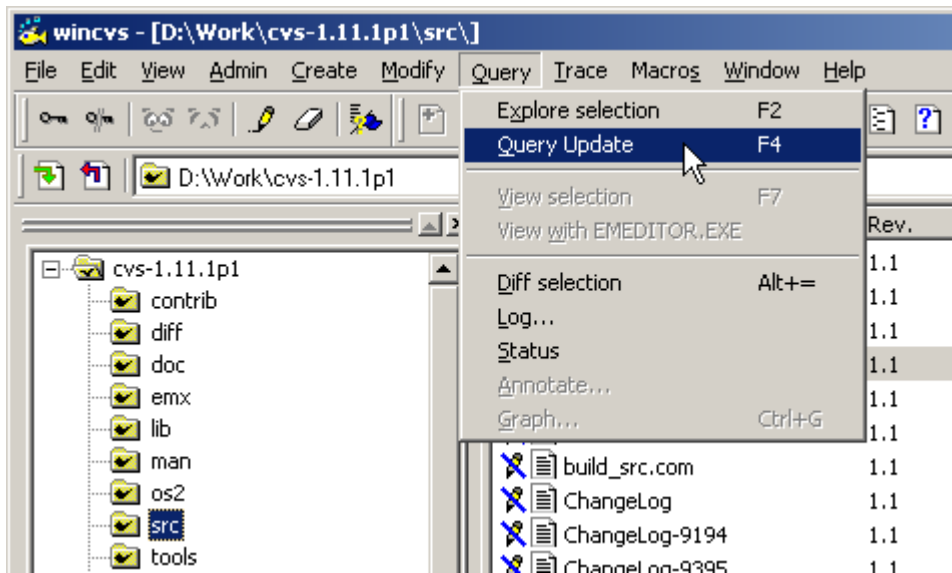 wincvs - [D:\Work\cvs-1.11.1p1\src\]
File Edit View Admin Create Modify Query Trace Macros Window Help
Explore selection F2
Query Update F4
D:\Work\cvs-1.11.1p1
View selection F7
View with EMEDITOR.EXE
Rev.
cvs-1.11.1p1
1.1
Diff selection Alt+=
contrib
1.1
Log...
diff
1.1
Status
doc
1.1
Annotate...
emx
1.1
Graph... Ctrl+G
lib
1.1
man
build_src.com 1.1
os2
ChangeLog 1.1
src
ChangeLog-9194 1.1
tools
ChangeLog-9395 1.1